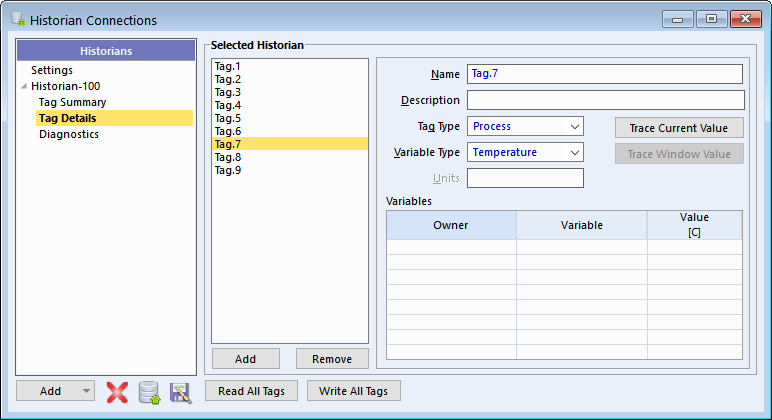 Historian Connections
Historians
Settings
Historian-100
Tag Summary
Tag Details
Diagnostics
Add
Selected Historian
Tag.1
Tag.2
Tag.3
Tag.4
Tag.5
Tag.6
Tag.7
Tag.8
Tag.9
Add Remove
Read All Tags Write All Tags
Name Tag.7
Description
Tag Type Process Trace Current Value
Variable Type Temperature Trace Window Value
Units
Variables
Owner Variable Value
[C]